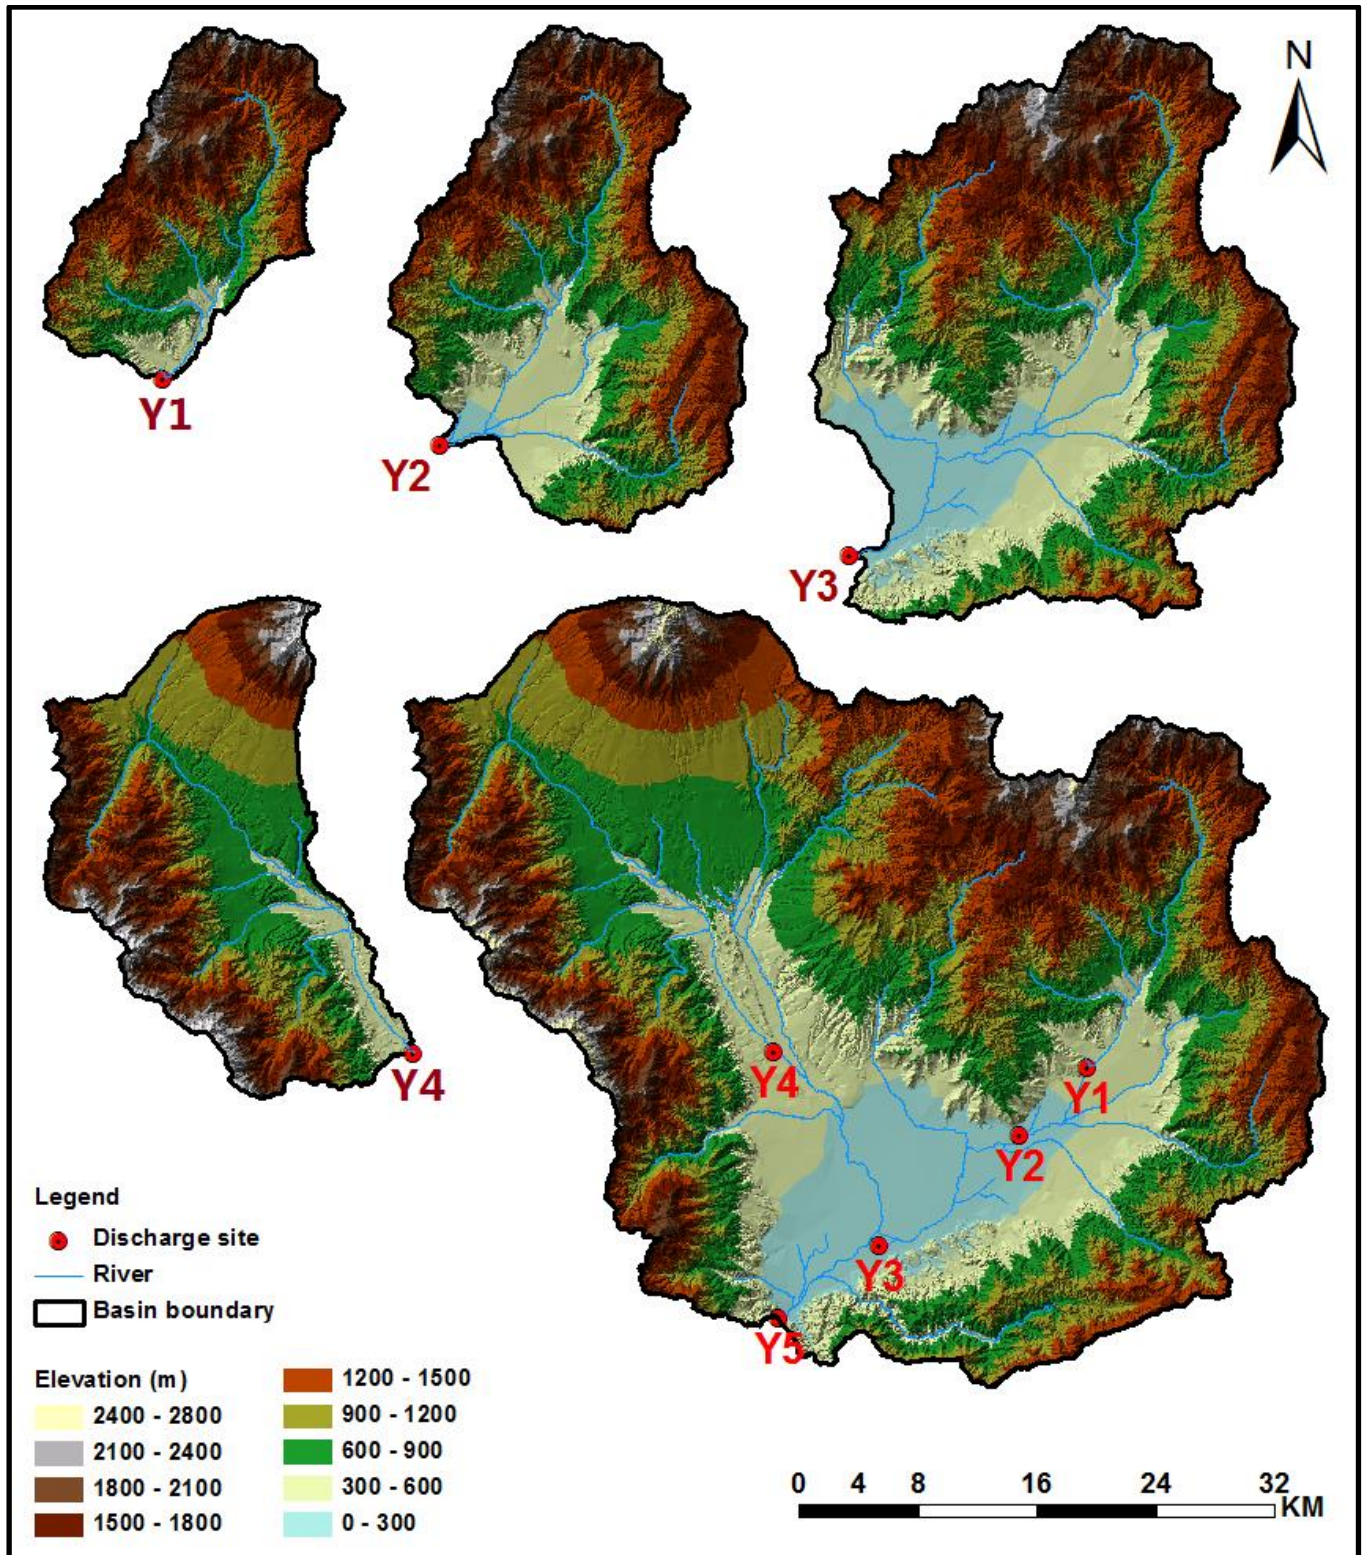 N
Y1
Y2
Y3
Y4
Y4
Y1
Y2
Y3
Y5
Legend
Discharge site
River
Basin boundary
Elevation (m)
2400 - 2800
2100 - 2400
1800 - 2100
1500 - 1800
1200 - 1500
900 - 1200
600 - 900
300 - 600
0 - 300
0 4 8 16 24 32
KM